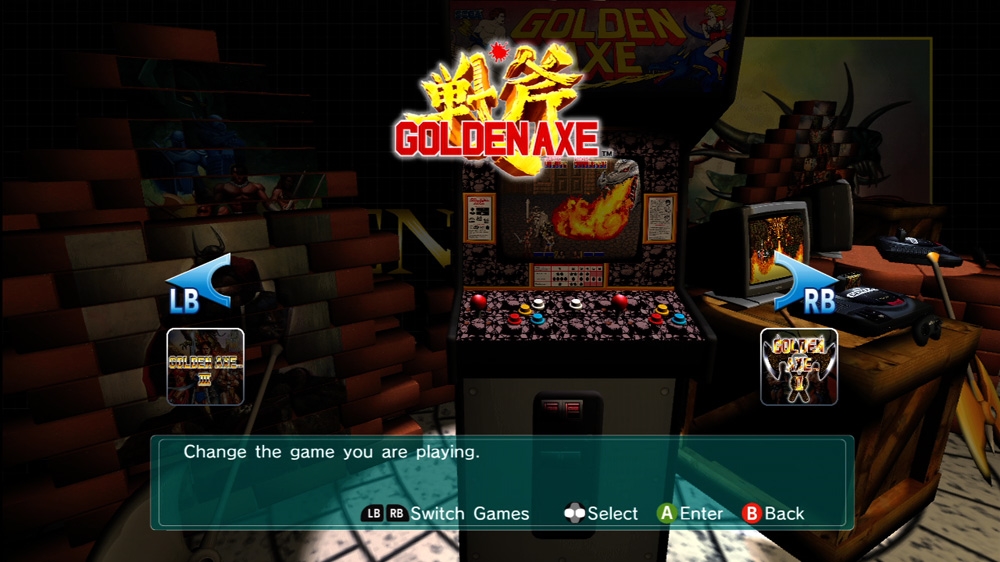 GOLDEN
AXE
戦斧
GOLDEN AXE™
LB
RB
GOLDEN AXE
III
GOLDEN
AXE
II
Change the game you are playing.
LB RB Switch Games Select A Enter B Back